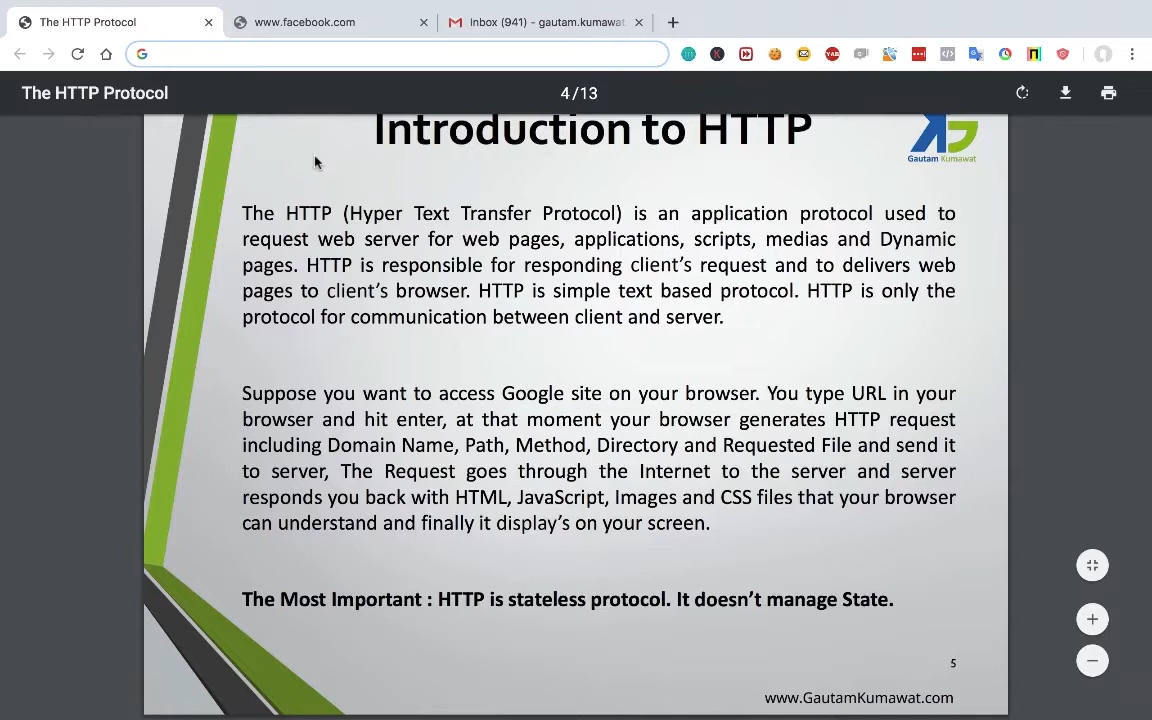 The HTTP Protocol
www.facebook.com
Inbox (941) - gautam.kumawat
The HTTP Protocol
4/13
Introduction to HTTP
Gautam Kumawat
The HTTP (Hyper Text Transfer Protocol) is an application protocol used to
request web server for web pages, applications, scripts, medias and Dynamic
pages. HTTP is responsible for responding client's request and to delivers web
pages to client's browser. HTTP is simple text based protocol. HTTP is only the
protocol for communication between client and server.
Suppose you want to access Google site on your browser. You type URL in your
browser and hit enter, at that moment your browser generates HTTP request
including Domain Name, Path, Method, Directory and Requested File and send it
to server, The Request goes through the Internet to the server and server
responds you back with HTML, JavaScript, Images and CSS files that your browser
can understand and finally it display's on your screen.
The Most Important : HTTP is stateless protocol. It doesn't manage State.
5
www.GautamKumawat.com